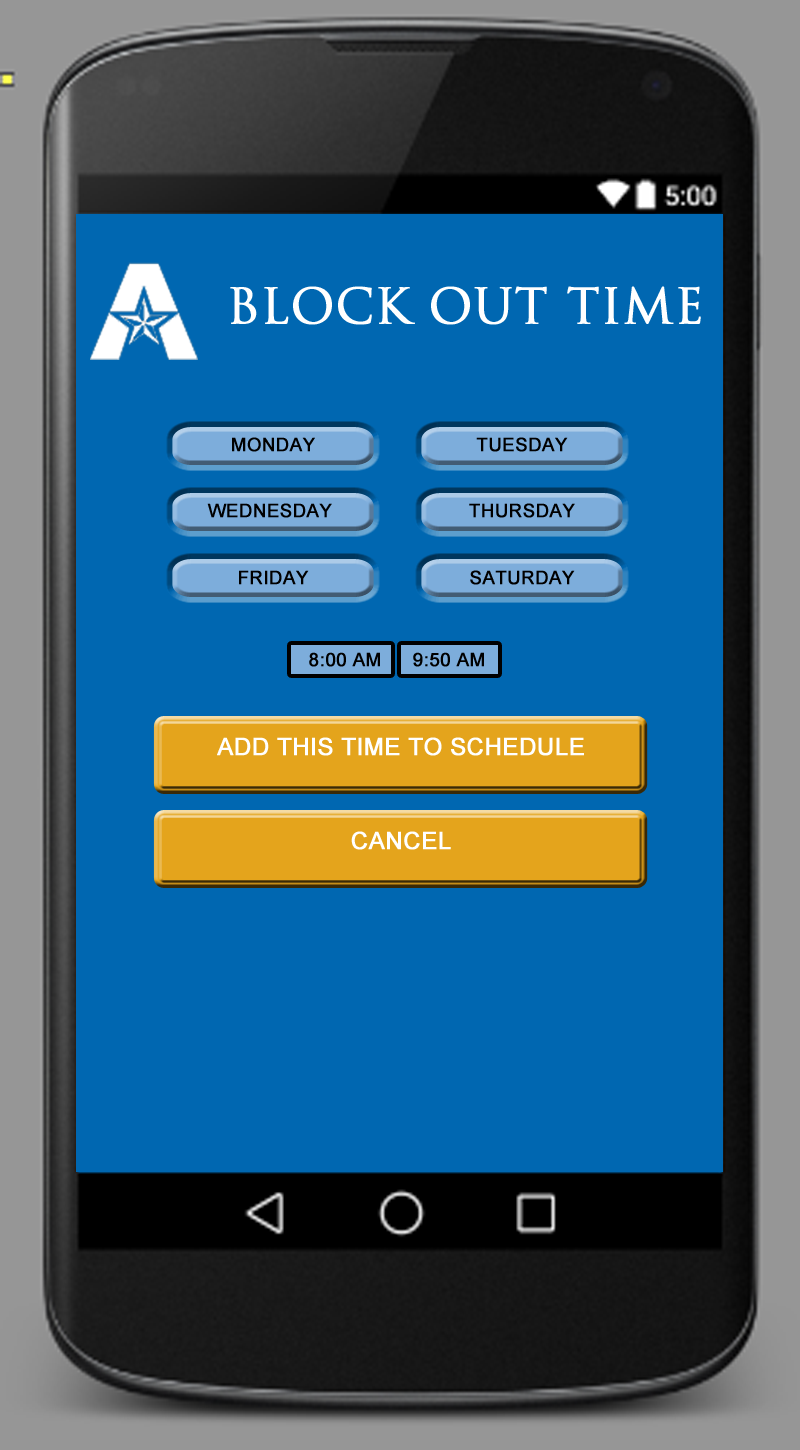 5:00
BLOCK OUT TIME
MONDAY TUESDAY
WEDNESDAY THURSDAY
FRIDAY SATURDAY
8:00 AM 9:50 AM
ADD THIS TIME TO SCHEDULE
CANCEL